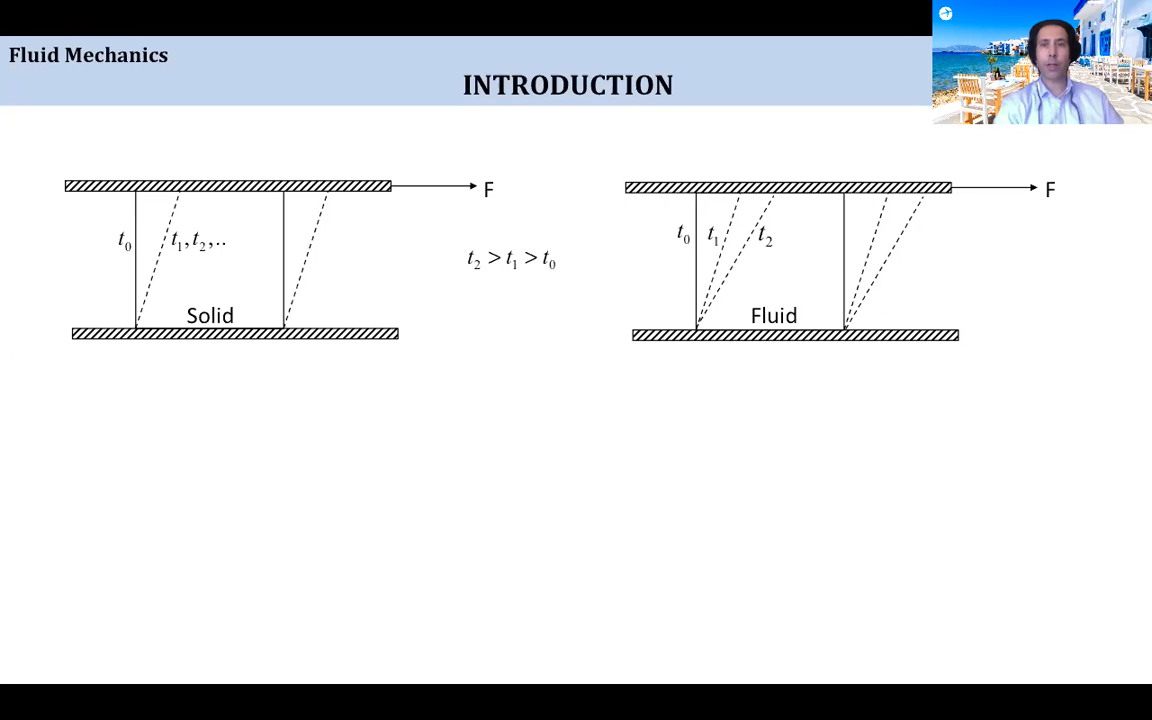 Fluid Mechanics
INTRODUCTION
F
t₀
t₁, t₂, ..
Solid
t₂ > t₁ > t₀
F
t₀
t₁
t₂
Fluid